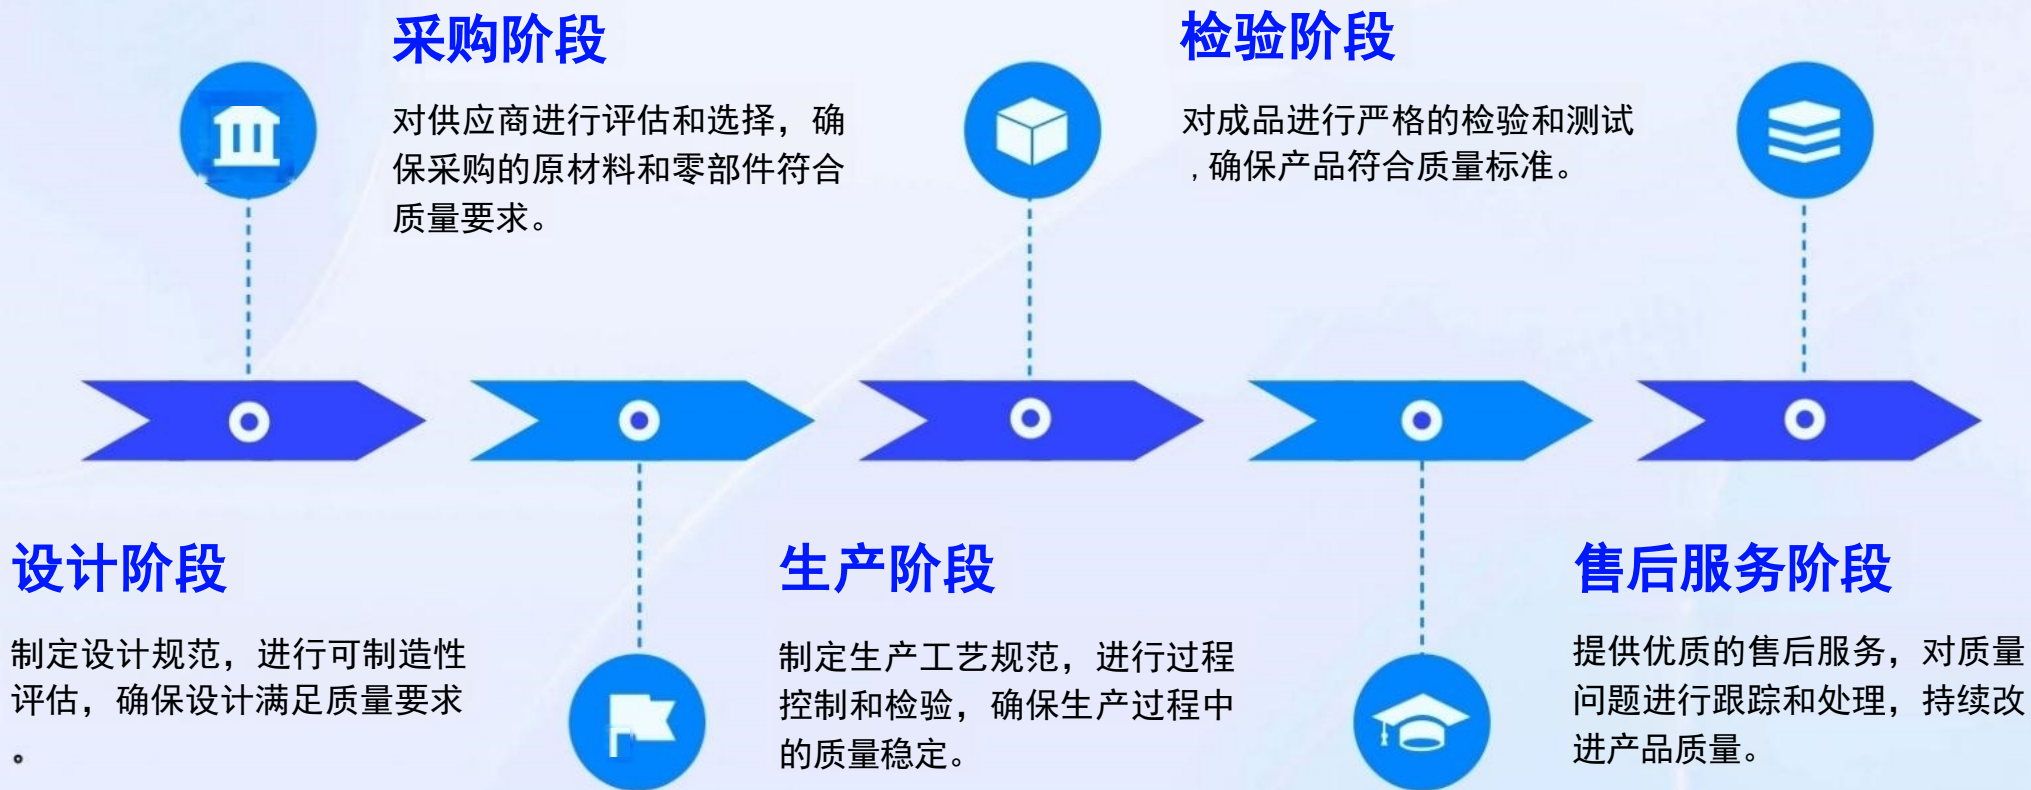 采购阶段
对供应商进行评估和选择，确
保采购的原材料和零部件符合
质量要求。
检验阶段
对成品进行严格的检验和测试
,确保产品符合质量标准。
设计阶段
制定设计规范，进行可制造性
评估，确保设计满足质量要求
。
生产阶段
制定生产工艺规范，进行过程
控制和检验，确保生产过程中
的质量稳定。
售后服务阶段
提供优质的售后服务，对质量
问题进行跟踪和处理，持续改
进产品质量。